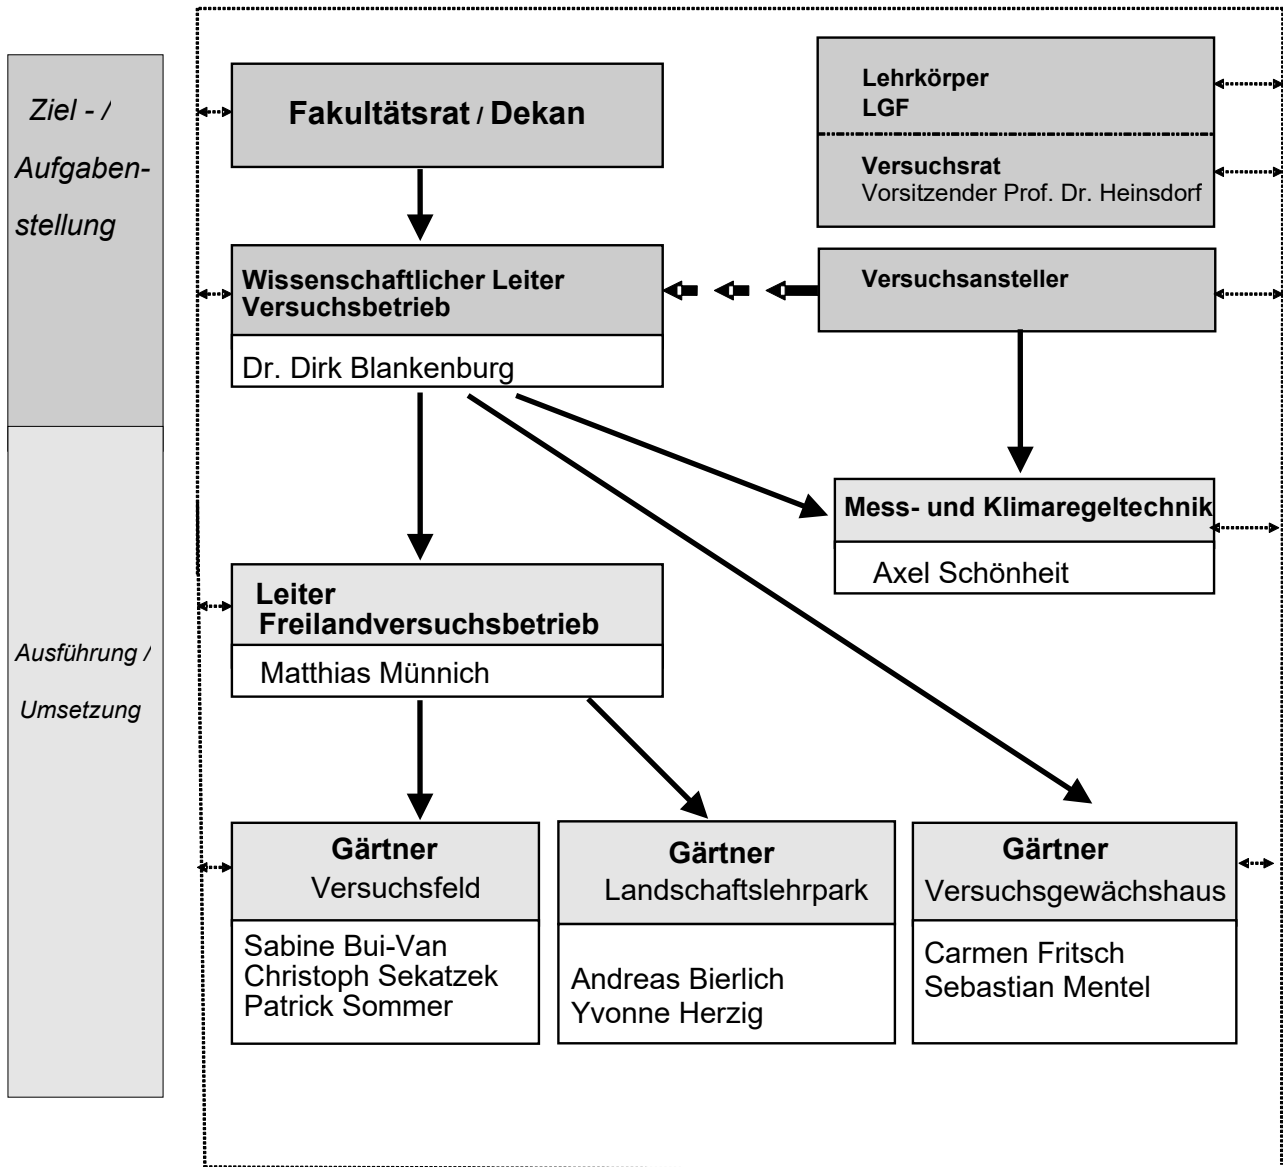 Ziel - /
Aufgaben-
stellung
Ausführung /
Umsetzung
Fakultätsrat / Dekan
Lehrkörper
LGF
Versuchsrat
Vorsitzender Prof. Dr. Heinsdorf
Wissenschaftlicher Leiter
Versuchsbetrieb
Dr. Dirk Blankenburg
Versuchsansteller
Mess- und Klimaregeltechnik
Axel Schönheit
Leiter
Freilandversuchsbetrieb
Matthias Münnich
Gärtner
Versuchsfeld
Sabine Bui-Van
Christoph Sekatzek
Patrick Sommer
Gärtner
Landschaftslehrpark
Andreas Bierlich
Yvonne Herzig
Gärtner
Versuchsgewächshaus
Carmen Fritsch
Sebastian Mentel